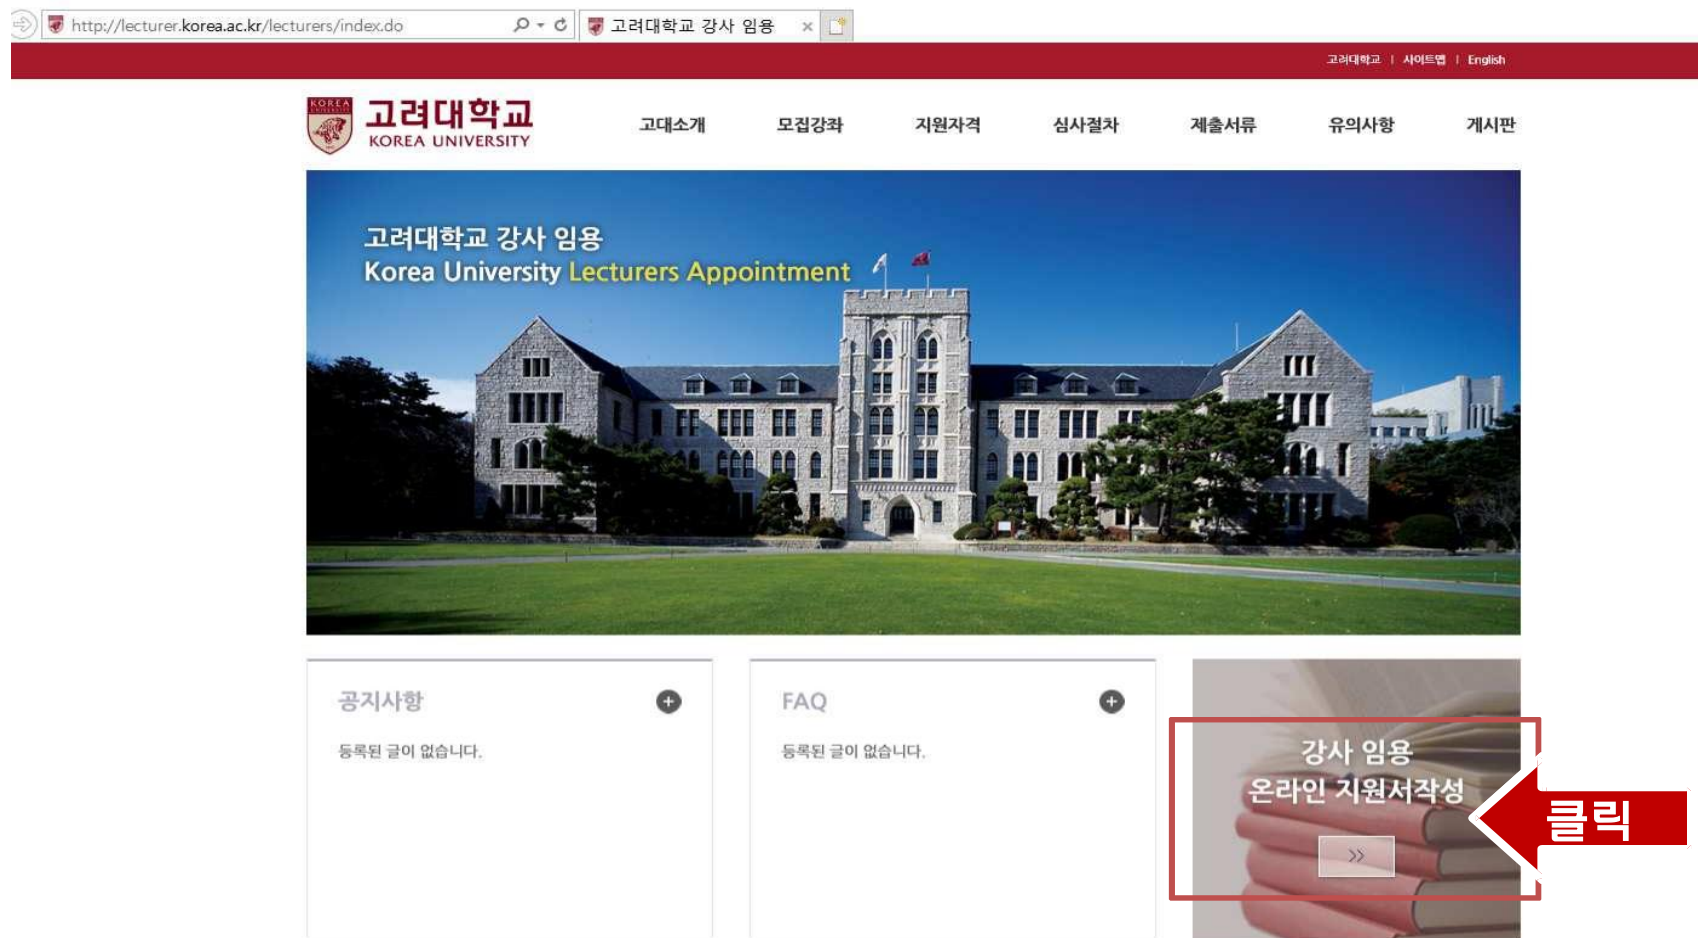 http://lecturer.korea.ac.kr/lecturers/index.do
고려대학교 강사 임용
고려대학교 | 사이트맵 | English
KOREA
고려대학교
KOREA UNIVERSITY
고대소개 모집강좌 지원자격 심사절차 제출서류 유의사항 게시판
고려대학교 강사 임용
Korea University Lecturers Appointment
공지사항
등록된 글이 없습니다.
FAQ
등록된 글이 없습니다.
강사 임용
온라인 지원서작성
>>
클릭